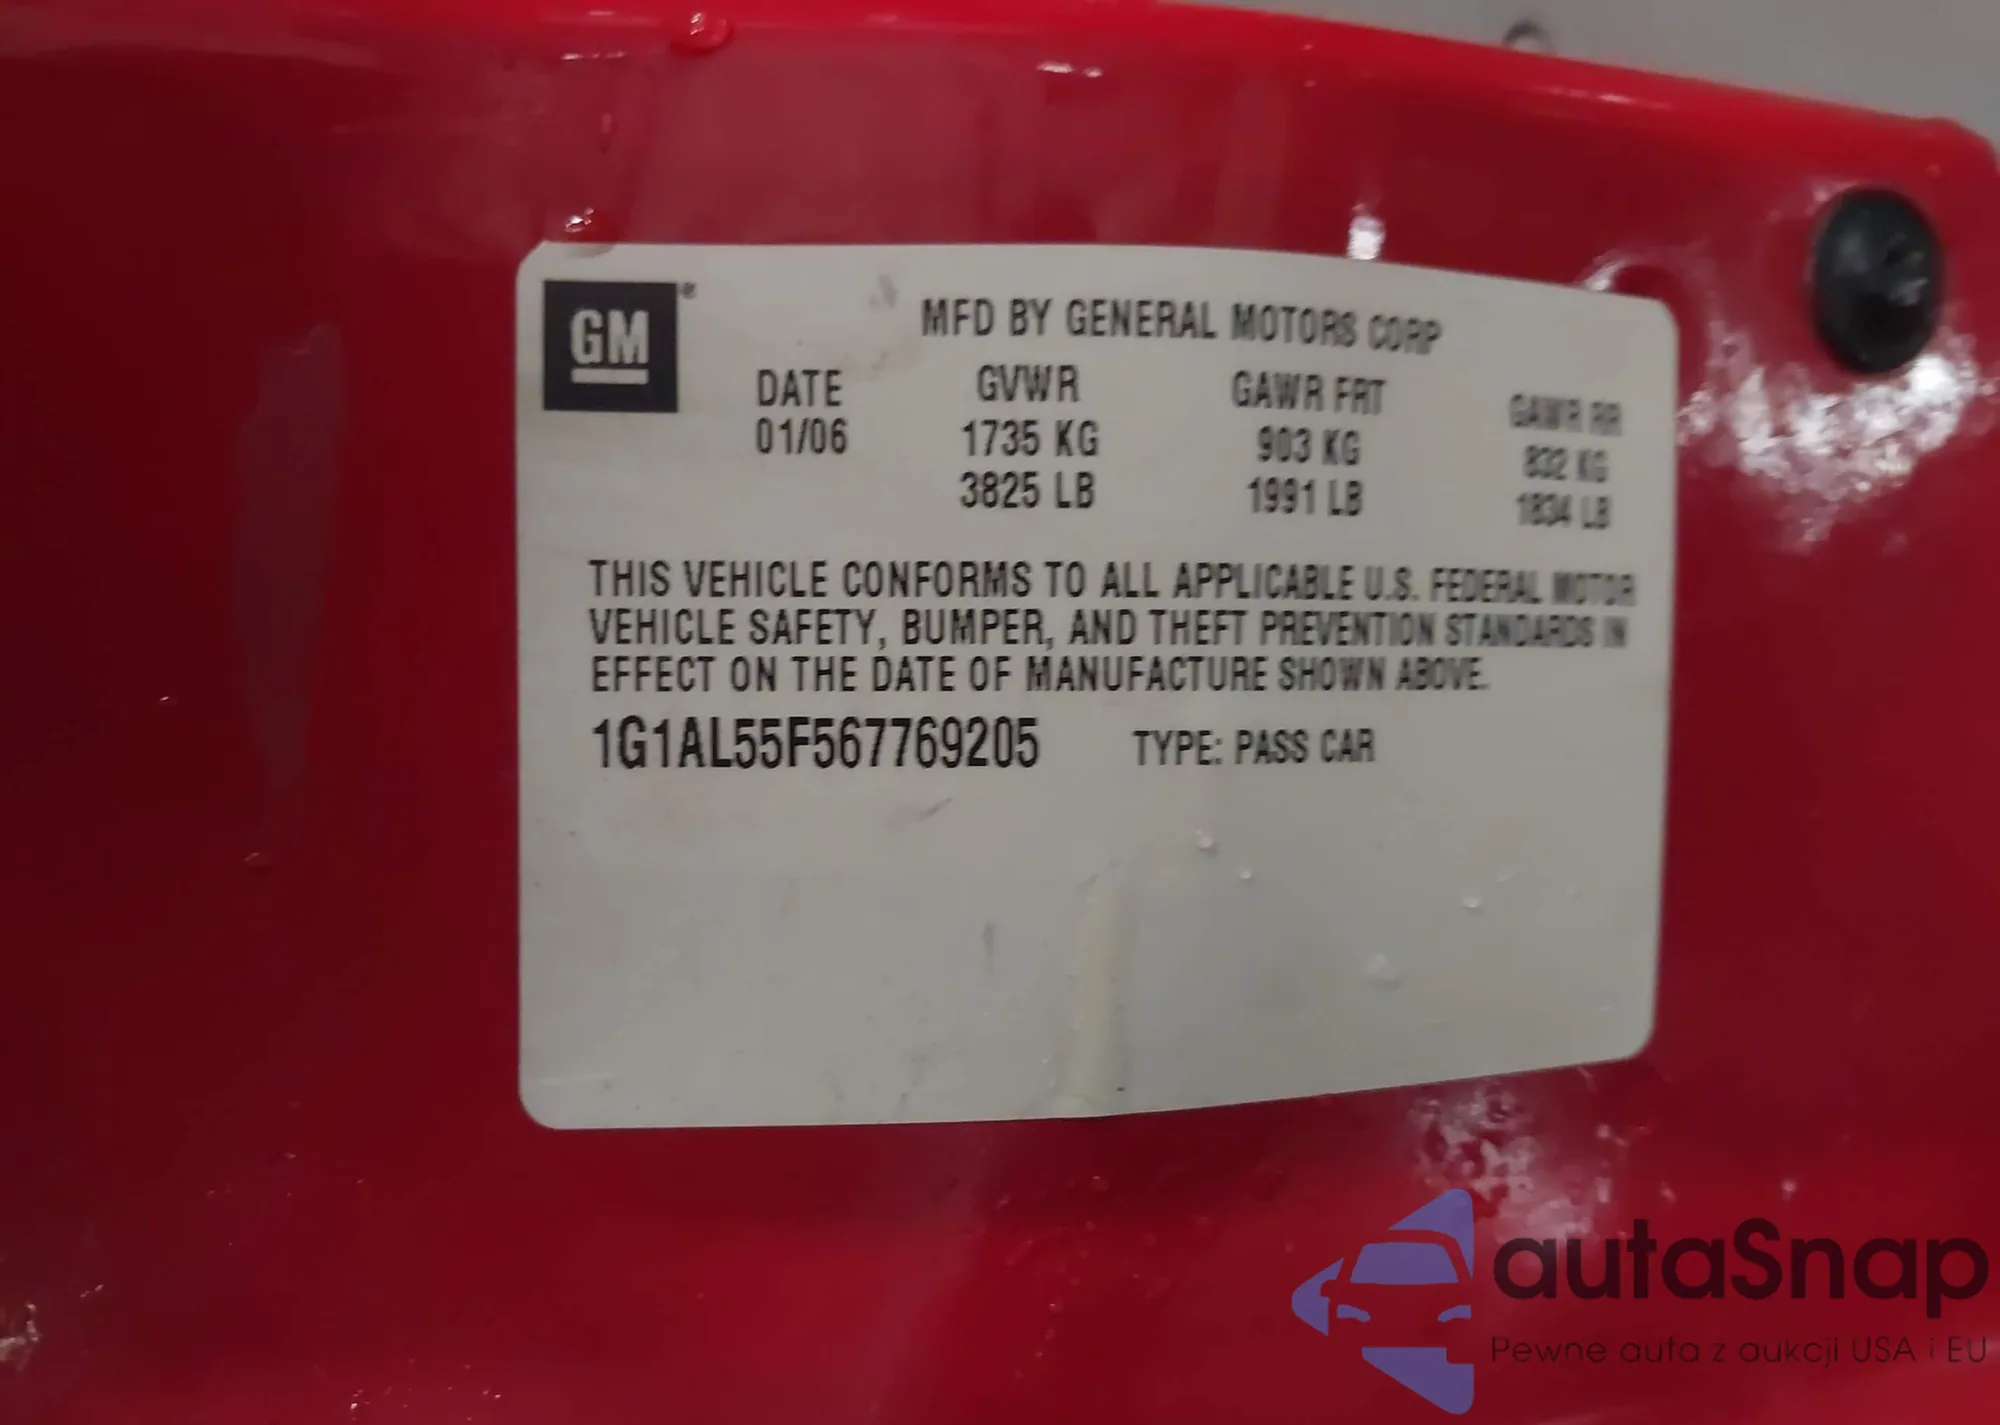 GM
MFD BY GENERAL MOTORS CORP
DATE GVWR GAWR FRT GAWR RR
01/06 1735 KG 903 KG 832 KG
3825 LB 1991 LB 1834 LB
THIS VEHICLE CONFORMS TO ALL APPLICABLE U.S. FEDERAL MOTOR
VEHICLE SAFETY, BUMPER, AND THEFT PREVENTION STANDARDS IN
EFFECT ON THE DATE OF MANUFACTURE SHOWN ABOVE.
1G1AL55F567769205 TYPE: PASS CAR
autaSnap
Pewne auta z aukcji USA i EU